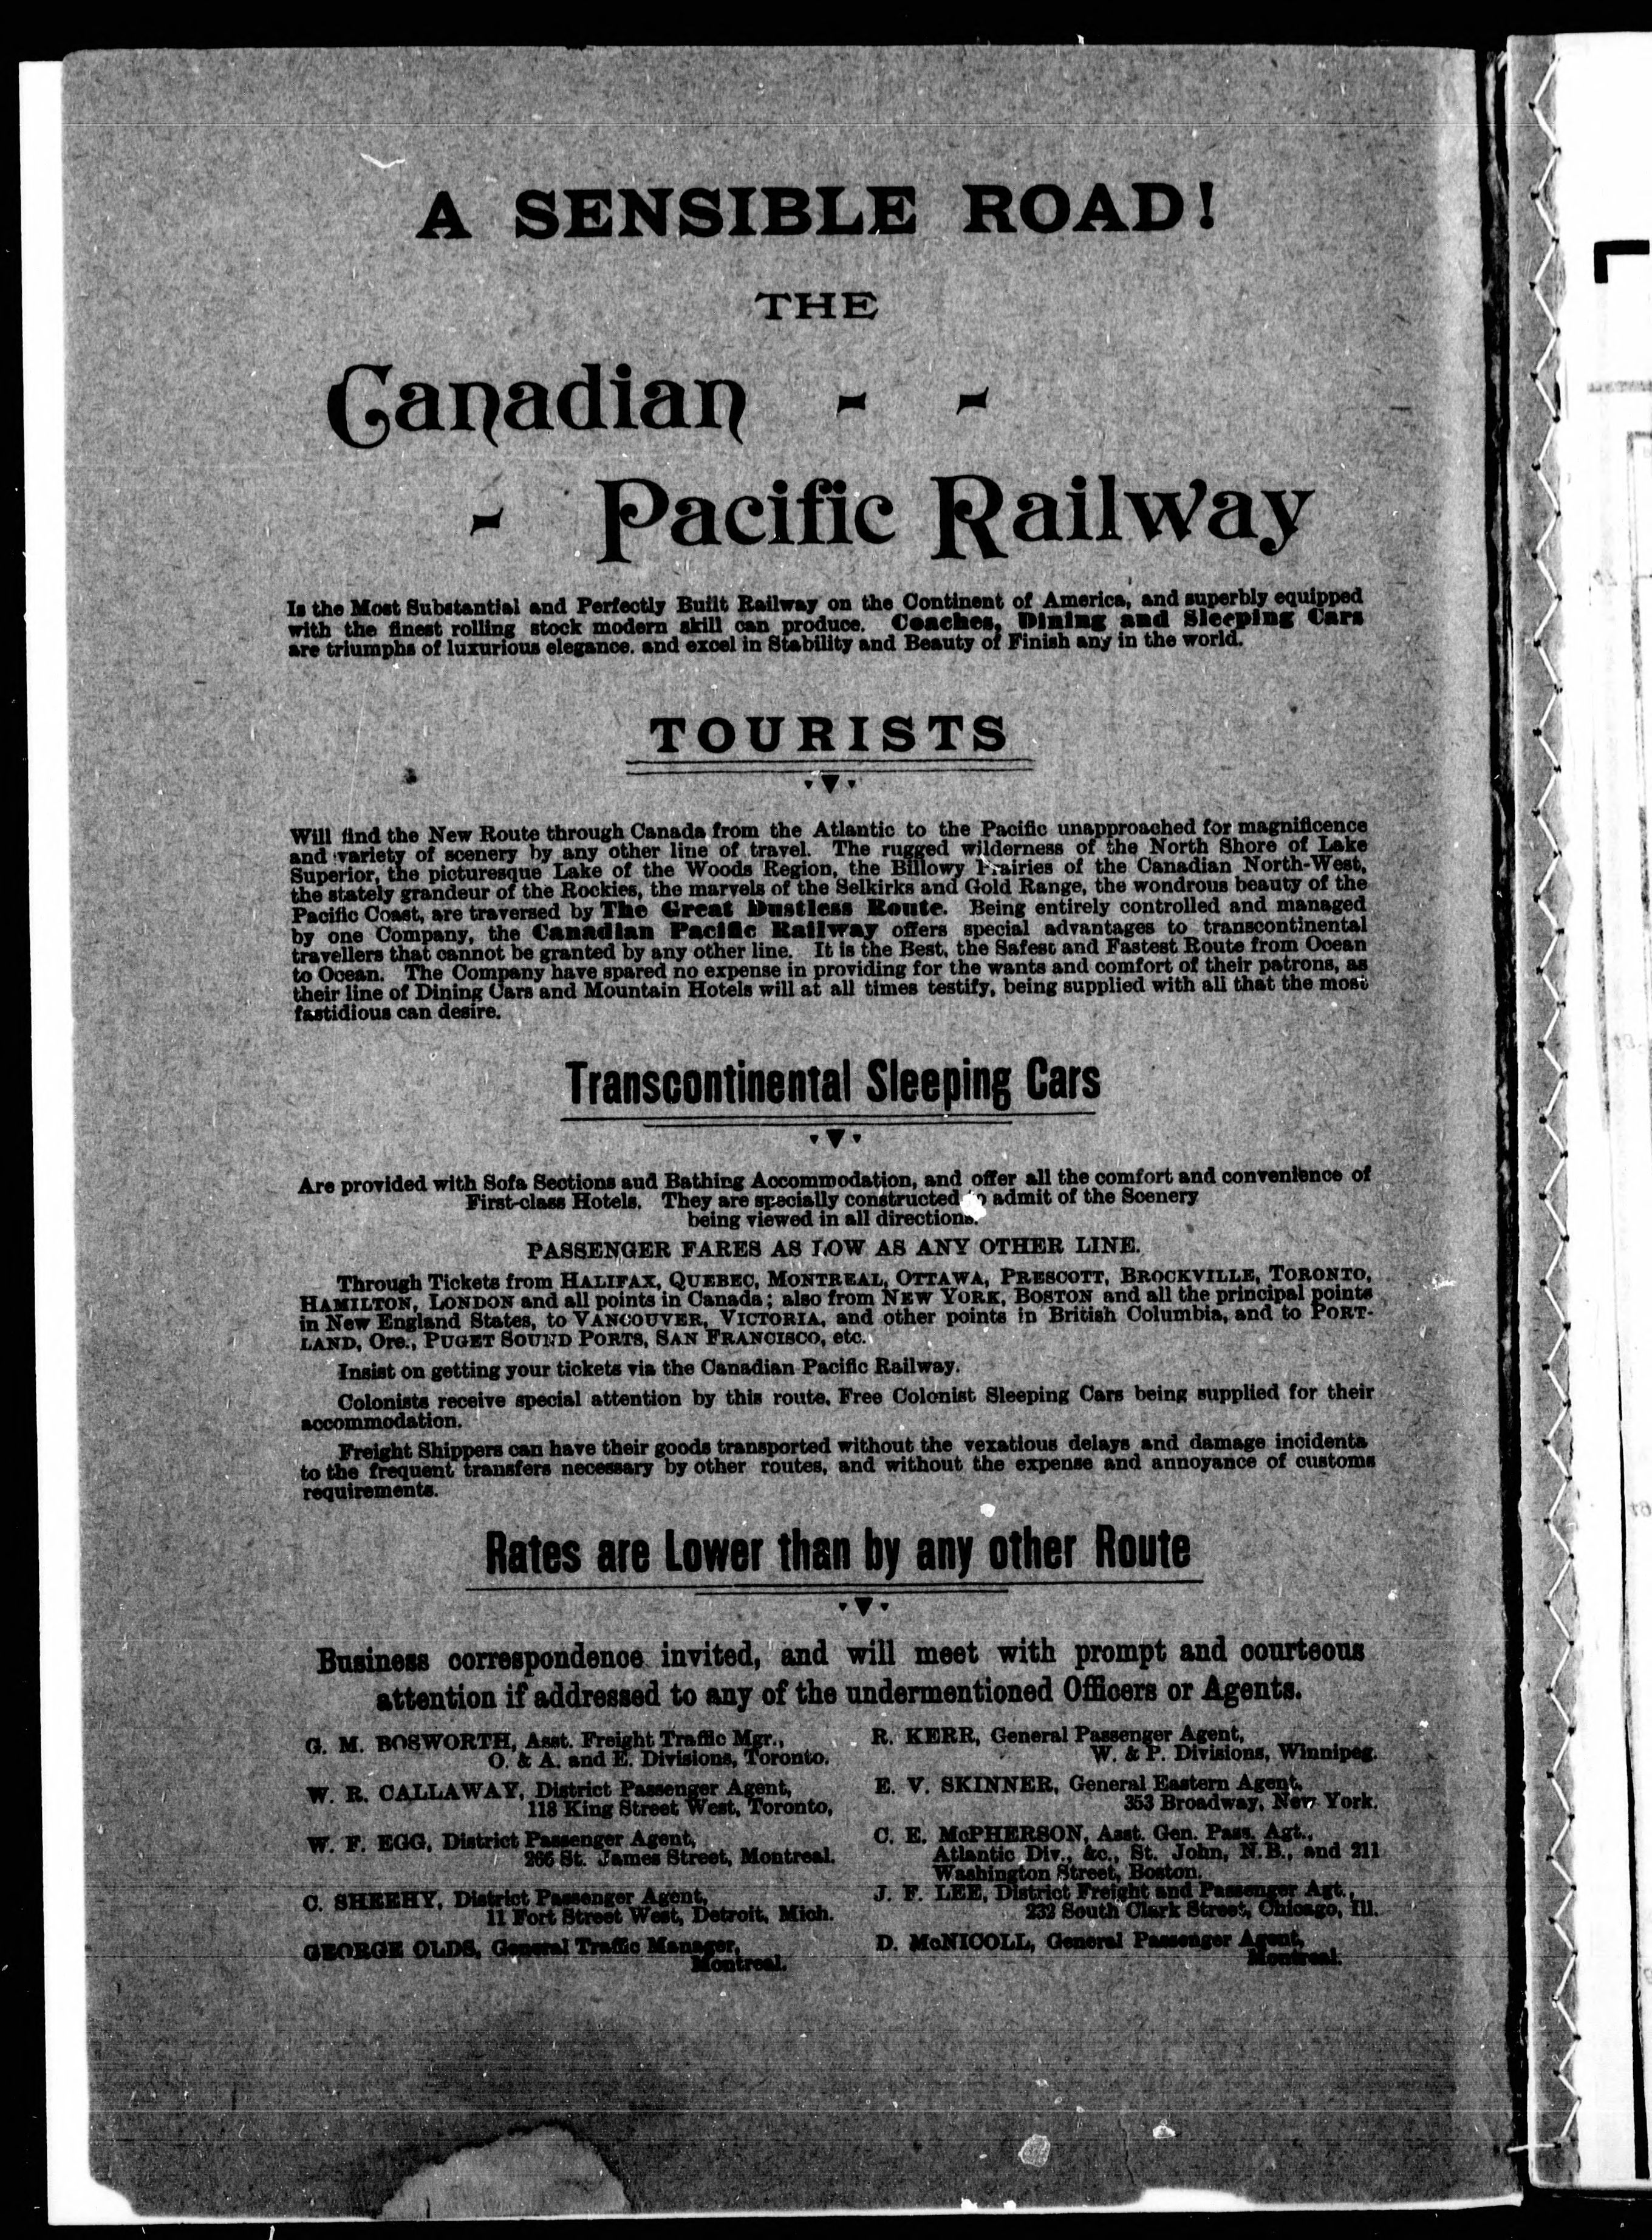 A SENSIBLE ROAD!
THE
Canadian - -
- Pacific Railway
Is the Most Substantial and Perfectly Built Railway on the Continent of America, and superbly equipped
with the finest rolling stock modern skill can produce. Coaches, Dining and Sleeping Cars
are triumphs of luxurious elegance, and excel in Stability and Beauty of Finish any in the world.
TOURISTS
Will find the New Route through Canada from the Atlantic to the Pacific unapproached for magnificence
and variety of scenery by any other line of travel. The rugged wilderness of the North Shore of Lake
Superior, the picturesque Lake of the Woods Region, the Billowy Prairies of the Canadian North-West,
the stately grandeur of the Rockies, the marvels of the Selkirks and Gold Range, the wondrous beauty of the
Pacific Coast, are traversed by The Great Dustless Route. Being entirely controlled and managed
by one Company, the Canadian Pacific Railway offers special advantages to transcontinental
travellers that cannot be granted by any other line. It is the Best, the Safest and Fastest Route from Ocean
to Ocean. The Company have spared no expense in providing for the wants and comfort of their patrons, as
their line of Dining Cars and Mountain Hotels will at all times testify, being supplied with all that the most
fastidious can desire.
Transcontinental Sleeping Cars
Are provided with Sofa Sections aud Bathing Accommodation, and offer all the comfort and convenience of
First-class Hotels. They are specially constructed to admit of the Scenery
being viewed in all directions.
PASSENGER FARES AS LOW AS ANY OTHER LINE.
Through Tickets from HALIFAX, QUEBEC, MONTREAL, OTTAWA, PRESCOTT, BROCKVILLE, TORONTO,
HAMILTON, LONDON and all points in Canada; also from NEW YORK, BOSTON and all the principal points
in New England States, to VANCOUVER, VICTORIA, and other points in British Columbia, and to PORT-
LAND, Ore., PUGET SOUND PORTS, SAN FRANCISCO, etc.
Insist on getting your tickets via the Canadian Pacific Railway.
Colonists receive special attention by this route, Free Colonist Sleeping Cars being supplied for their
accommodation.
Freight Shippers can have their goods transported without the vexatious delays and damage incidents
to the frequent transfers necessary by other routes, and without the expense and annoyance of customs
requirements.
Rates are Lower than by any other Route
Business correspondence invited, and will meet with prompt and courteous
attention if addressed to any of the undermentioned Officers or Agents.
G. M. BOSWORTH, Asst. Freight Traffic Mgr.,
O. & A. and E. Divisions, Toronto.
W. R. CALLAWAY, District Passenger Agent,
118 King Street West, Toronto,
W. F. EGG, District Passenger Agent,
266 St. James Street, Montreal.
C. SHEEHY, District Passenger Agent,
11 Fort Street West, Detroit, Mich.
GEORGE OLDS, General Traffic Manager,
Montreal.
R. KERR, General Passenger Agent,
W. & P. Divisions, Winnipeg.
E. V. SKINNER, General Eastern Agent,
353 Broadway, New York.
C. E. McPHERSON, Asst. Gen. Pass. Agt.,
Atlantic Div., &c., St. John, N.B., and 211
Washington Street, Boston.
J. F. LEE, District Freight and Passenger Agt.,
232 South Clark Street, Chicago, Ill.
D. McNICOLL, General Passenger Agent,
Montreal.